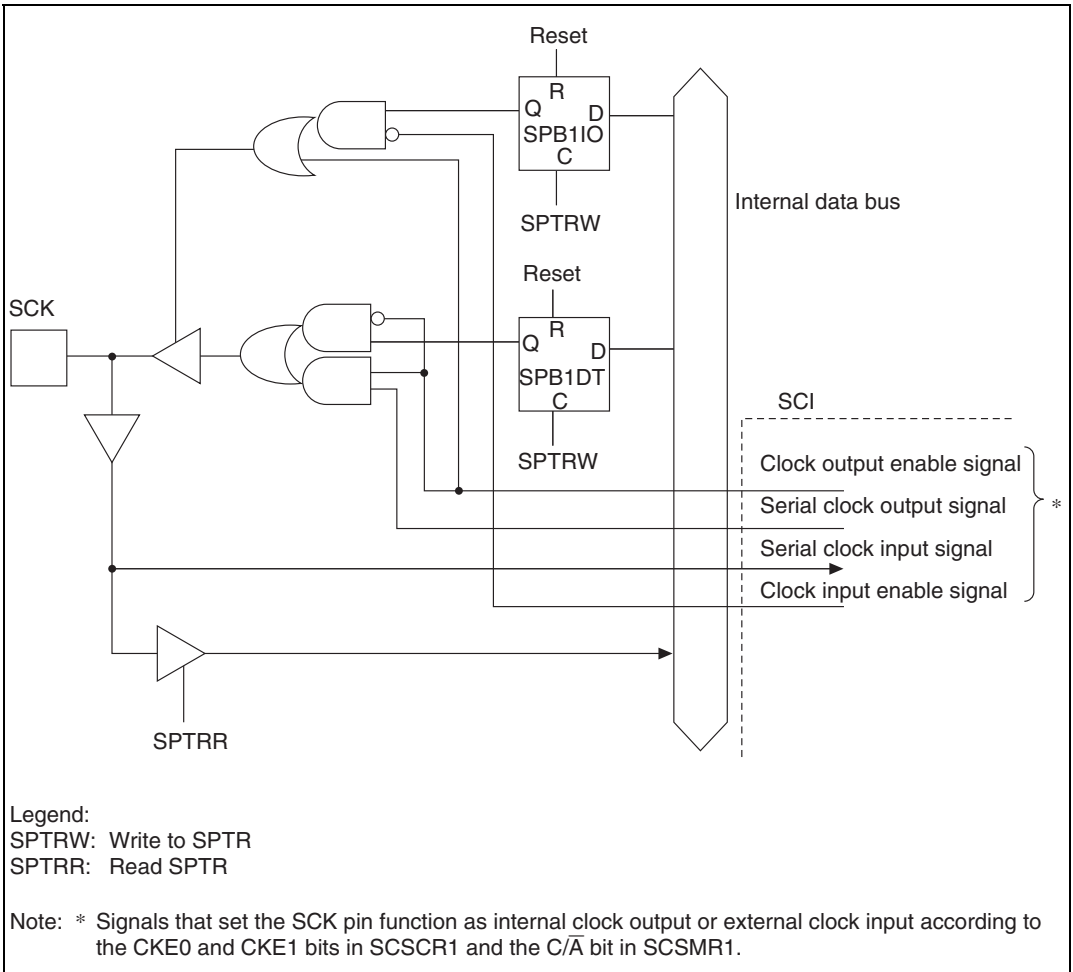 Reset
R
Q
D
SPB1IO
C
SPTRW
Internal data bus
Reset
SCK
R
Q
D
SPB1DT
C
SPTRW
SCI
Clock output enable signal
Serial clock output signal
*
Serial clock input signal
Clock input enable signal
SPTRR
Legend:
SPTRW: Write to SPTR
SPTRR: Read SPTR
Note: * Signals that set the SCK pin function as internal clock output or external clock input according to
the CKE0 and CKE1 bits in SCSCR1 and the C/A̅ bit in SCSMR1.